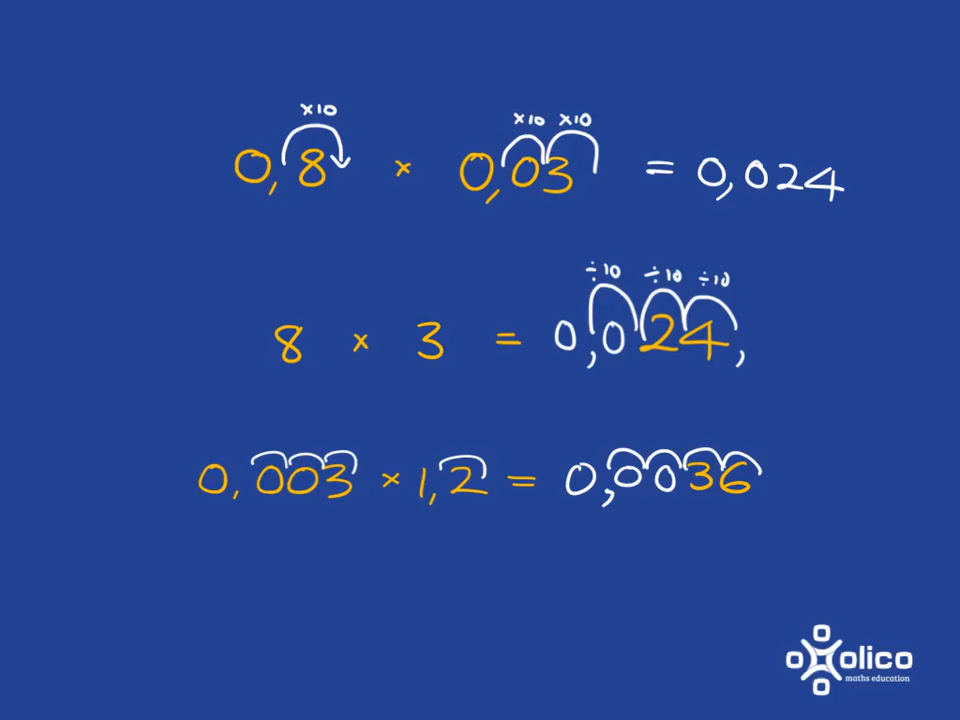 ×10 ×10 ×10
0,8 × 0,03 = 0,024
÷10 ÷10 ÷10
8 × 3 = 0,024,
0,003 × 1,2 = 0,0036
olico
maths education